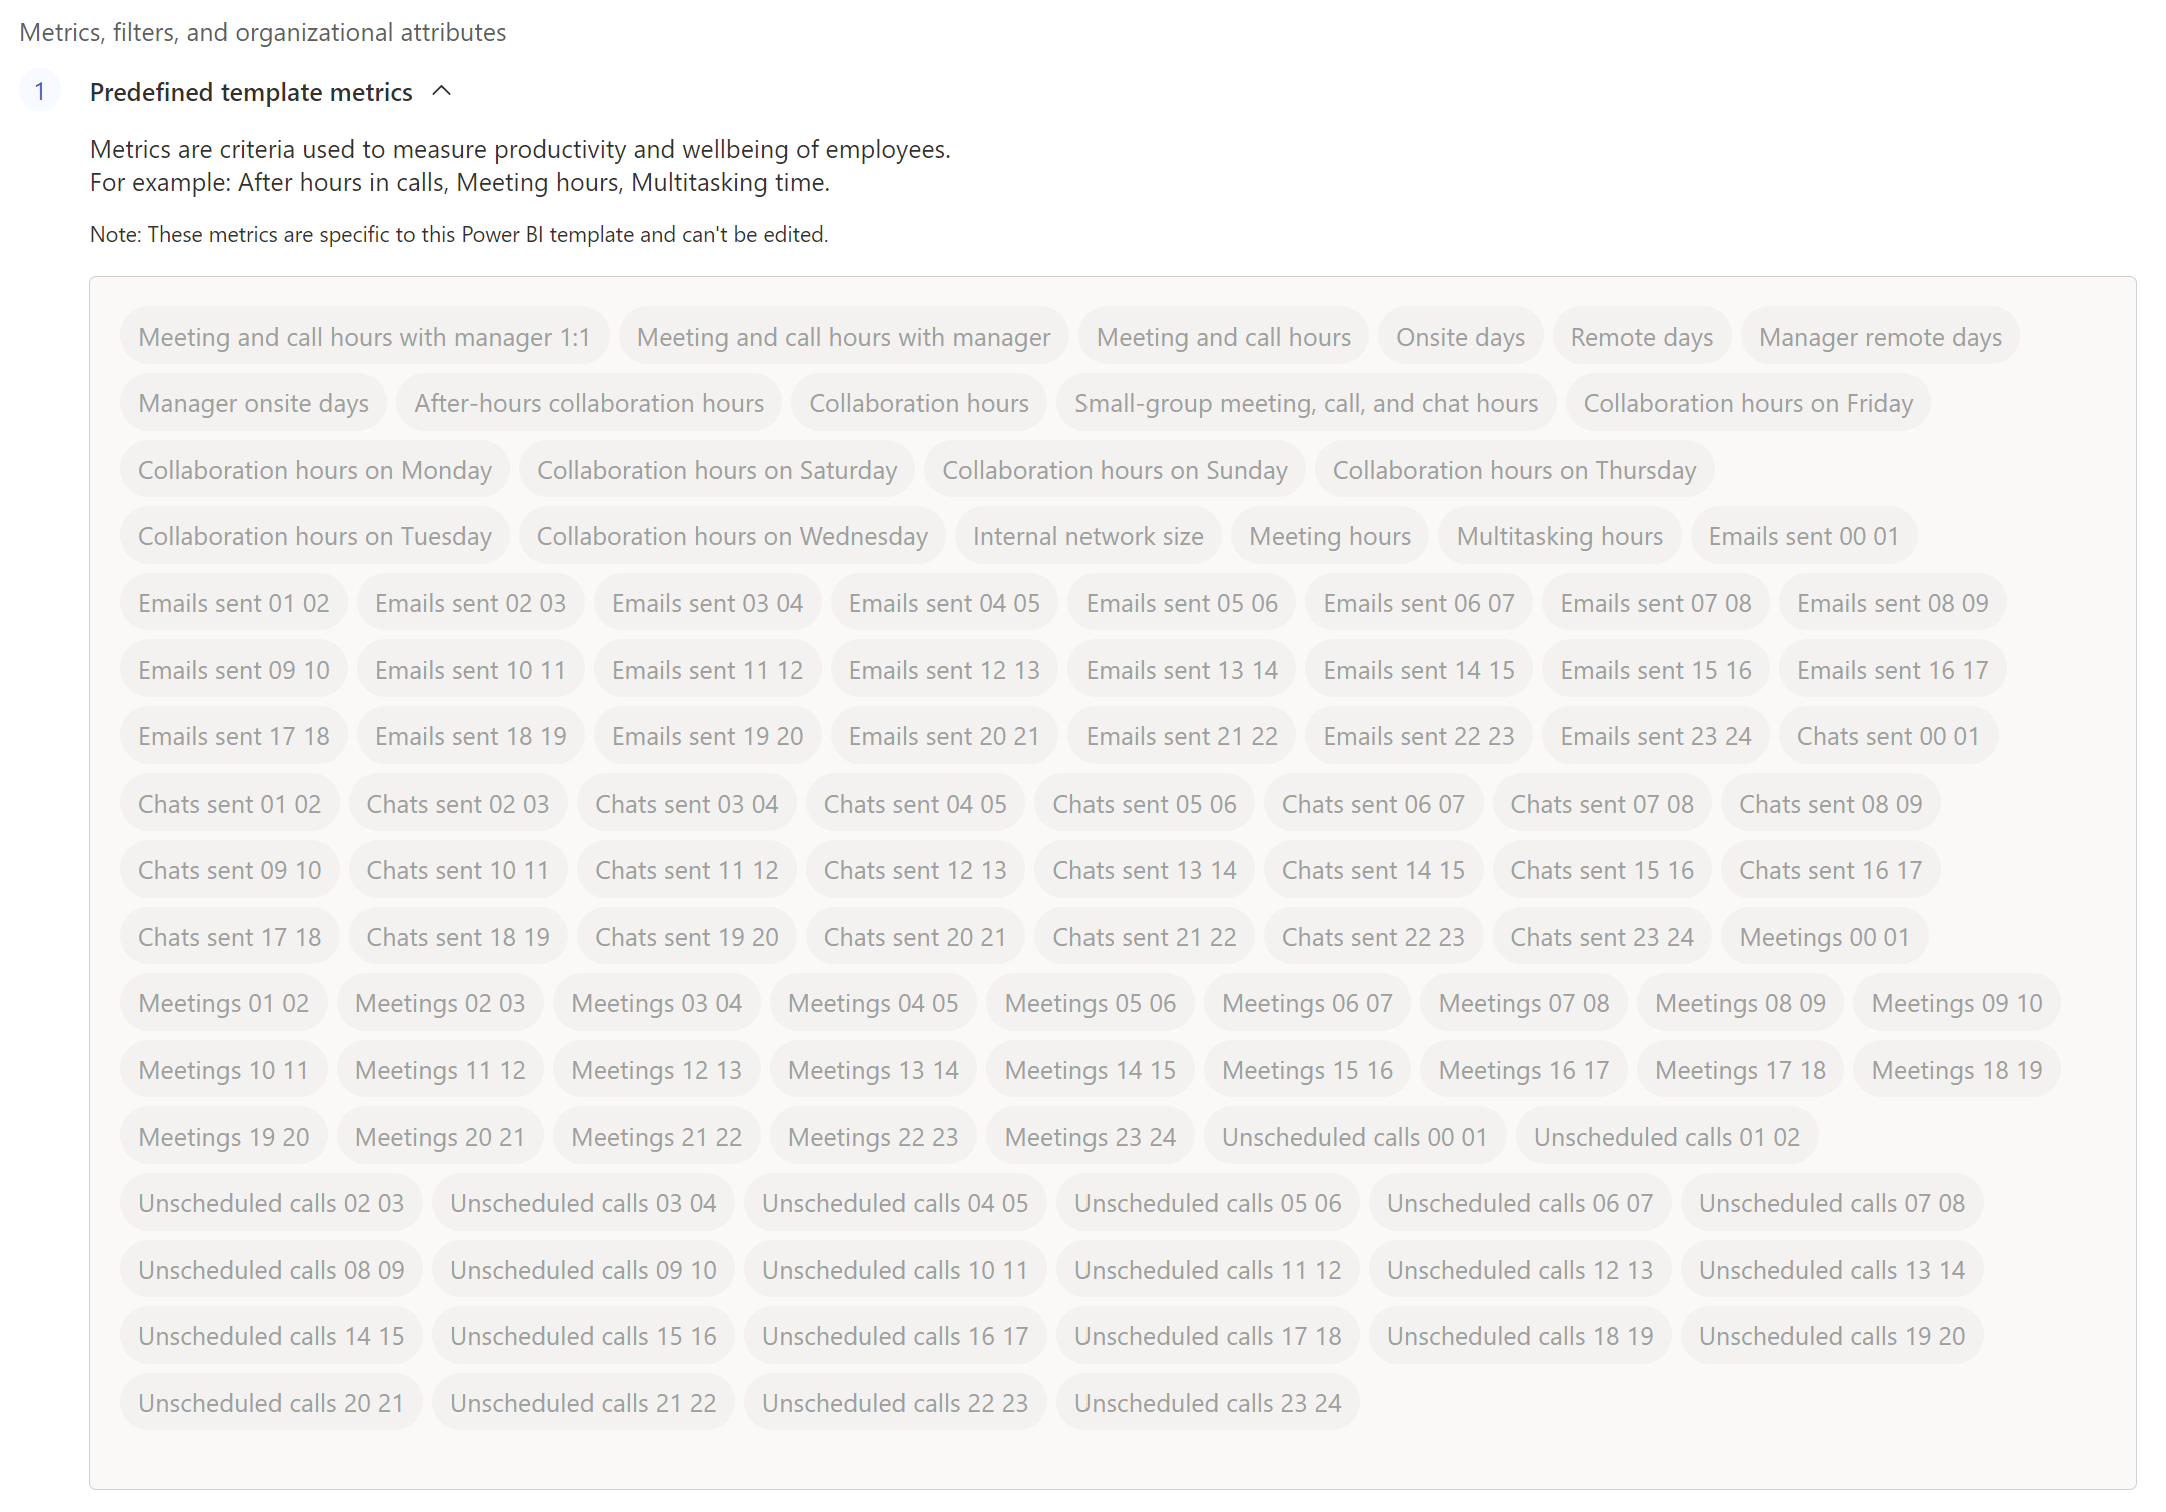 Metrics, filters, and organizational attributes
1 Predefined template metrics
Metrics are criteria used to measure productivity and wellbeing of employees.
For example: After hours in calls, Meeting hours, Multitasking time.
Note: These metrics are specific to this Power BI template and can't be edited.
Meeting and call hours with manager 1:1 Meeting and call hours with manager Meeting and call hours Onsite days Remote days Manager remote days
Manager onsite days After-hours collaboration hours Collaboration hours Small-group meeting, call, and chat hours Collaboration hours on Friday
Collaboration hours on Monday Collaboration hours on Saturday Collaboration hours on Sunday Collaboration hours on Thursday
Collaboration hours on Tuesday Collaboration hours on Wednesday Internal network size Meeting hours Multitasking hours Emails sent 00 01
Emails sent 01 02 Emails sent 02 03 Emails sent 03 04 Emails sent 04 05 Emails sent 05 06 Emails sent 06 07 Emails sent 07 08 Emails sent 08 09
Emails sent 09 10 Emails sent 10 11 Emails sent 11 12 Emails sent 12 13 Emails sent 13 14 Emails sent 14 15 Emails sent 15 16 Emails sent 16 17
Emails sent 17 18 Emails sent 18 19 Emails sent 19 20 Emails sent 20 21 Emails sent 21 22 Emails sent 22 23 Emails sent 23 24 Chats sent 00 01
Chats sent 01 02 Chats sent 02 03 Chats sent 03 04 Chats sent 04 05 Chats sent 05 06 Chats sent 06 07 Chats sent 07 08 Chats sent 08 09
Chats sent 09 10 Chats sent 10 11 Chats sent 11 12 Chats sent 12 13 Chats sent 13 14 Chats sent 14 15 Chats sent 15 16 Chats sent 16 17
Chats sent 17 18 Chats sent 18 19 Chats sent 19 20 Chats sent 20 21 Chats sent 21 22 Chats sent 22 23 Chats sent 23 24 Meetings 00 01
Meetings 01 02 Meetings 02 03 Meetings 03 04 Meetings 04 05 Meetings 05 06 Meetings 06 07 Meetings 07 08 Meetings 08 09 Meetings 09 10
Meetings 10 11 Meetings 11 12 Meetings 12 13 Meetings 13 14 Meetings 14 15 Meetings 15 16 Meetings 16 17 Meetings 17 18 Meetings 18 19
Meetings 19 20 Meetings 20 21 Meetings 21 22 Meetings 22 23 Meetings 23 24 Unscheduled calls 00 01 Unscheduled calls 01 02
Unscheduled calls 02 03 Unscheduled calls 03 04 Unscheduled calls 04 05 Unscheduled calls 05 06 Unscheduled calls 06 07 Unscheduled calls 07 08
Unscheduled calls 08 09 Unscheduled calls 09 10 Unscheduled calls 10 11 Unscheduled calls 11 12 Unscheduled calls 12 13 Unscheduled calls 13 14
Unscheduled calls 14 15 Unscheduled calls 15 16 Unscheduled calls 16 17 Unscheduled calls 17 18 Unscheduled calls 18 19 Unscheduled calls 19 20
Unscheduled calls 20 21 Unscheduled calls 21 22 Unscheduled calls 22 23 Unscheduled calls 23 24